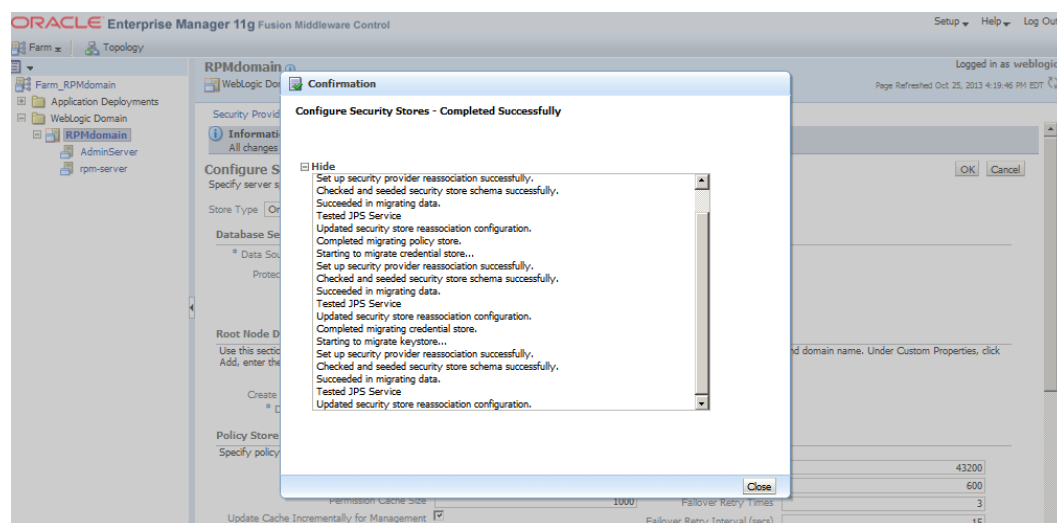 ORACLE Enterprise Manager 11g Fusion Middleware Control
Setup Help Log Out
Farm Topology
RPMdomain
Logged in as weblogic
WebLogic Dom
Page Refreshed Oct 25, 2013 4:19:46 PM EDT
Farm_RPMdomain
Application Deployments
WebLogic Domain
RPMdomain
AdminServer
rpm-server
Confirmation
Configure Security Stores - Completed Successfully
Hide
Set up security provider reassociation successfully.
Checked and seeded security store schema successfully.
Succeeded in migrating data.
Tested JPS Service
Updated security store reassociation configuration.
Completed migrating policy store.
Starting to migrate credential store...
Set up security provider reassociation successfully.
Checked and seeded security store schema successfully.
Succeeded in migrating data.
Tested JPS Service
Updated security store reassociation configuration.
Completed migrating credential store.
Starting to migrate keystore...
Set up security provider reassociation successfully.
Checked and seeded security store schema successfully.
Succeeded in migrating data.
Tested JPS Service
Updated security store reassociation configuration.
Close
Security Provid
Informati
All changes
Configure S
OK Cancel
Specify server s
Store Type Or
Database Se
* Data Sou
Protec
Root Node D
Use this sectio
nd domain name. Under Custom Properties, click
Add, enter the
Create
* D
Policy Store
Specify policy
43200
600
Permission Cache Size 1000 Failover Retry Times 3
Update Cache Incrementally for Management Failover Retry Interval (secs) 15